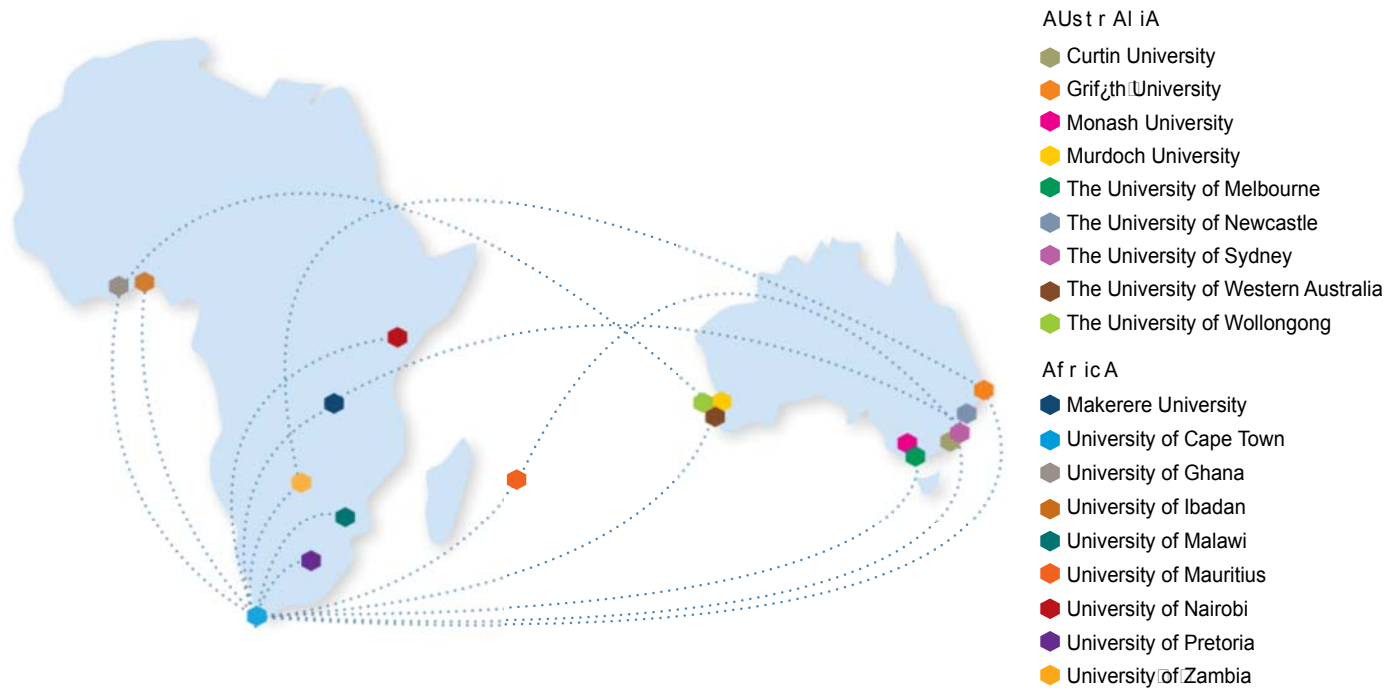 AUstrAliA
Curtin University
Grif¿th University
Monash University
Murdoch University
The University of Melbourne
The University of Newcastle
The University of Sydney
The University of Western Australia
The University of Wollongong
AfricA
Makerere University
University of Cape Town
University of Ghana
University of Ibadan
University of Malawi
University of Mauritius
University of Nairobi
University of Pretoria
University of Zambia